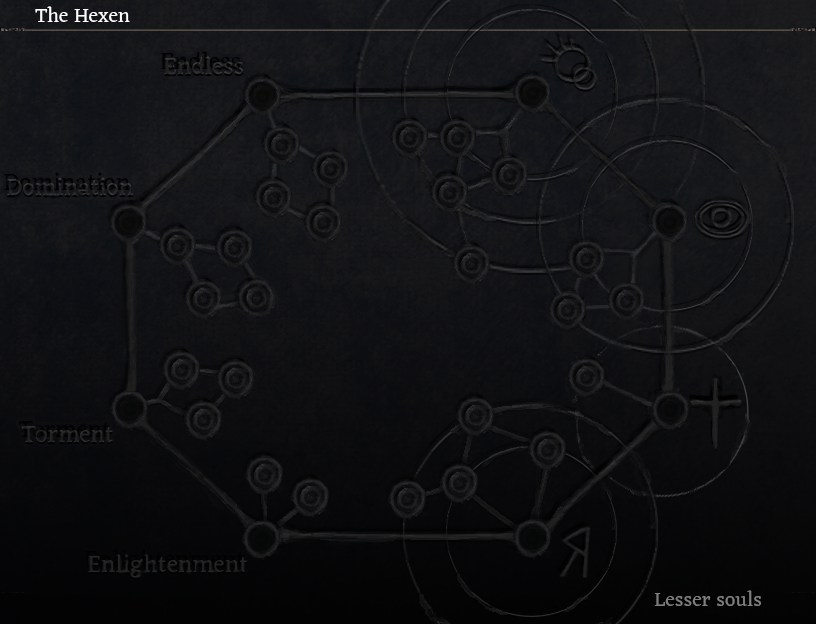 The Hexen
Endless
Domination
Torment
Enlightenment
Lesser souls